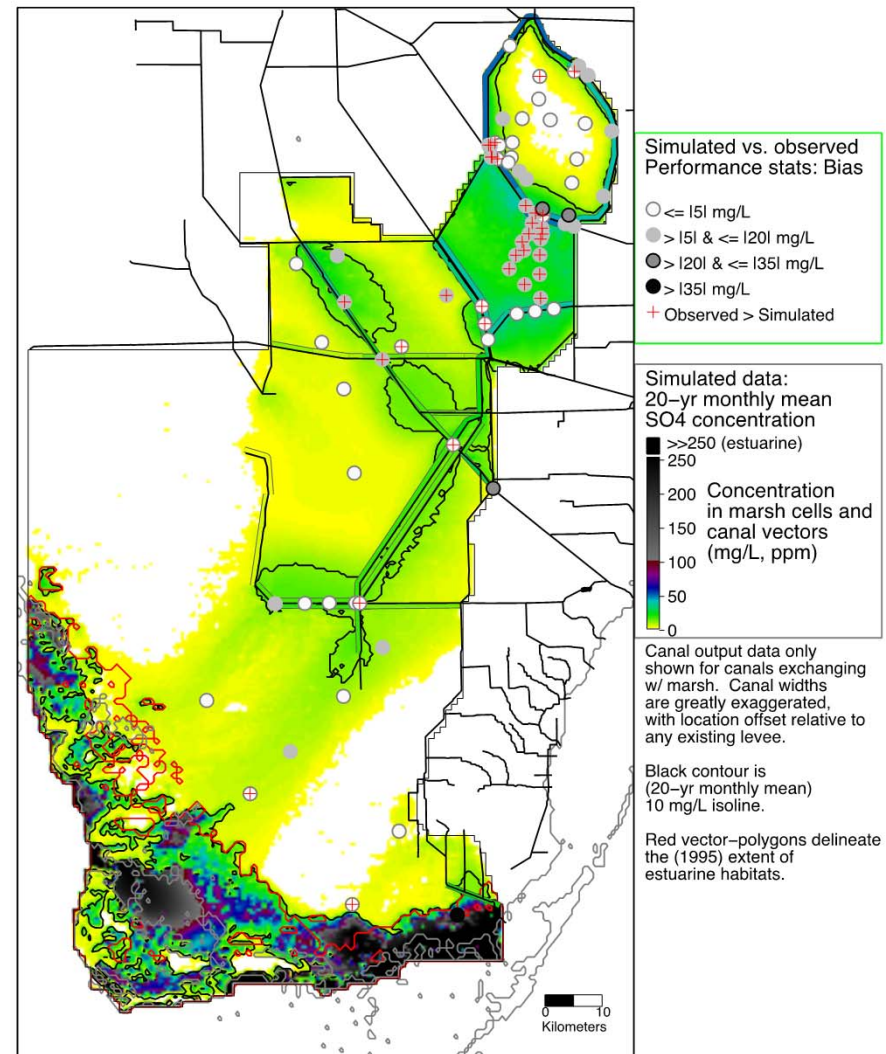 Simulated vs. observed
Performance stats: Bias
<= |5| mg/L
> |5| & <= |20| mg/L
> |20| & <= |35| mg/L
> |35| mg/L
Observed > Simulated
Simulated data:
20−yr monthly mean
SO4 concentration
>>250 (estuarine)
250
200
150
100
50
0
Concentration
in marsh cells and
canal vectors
(mg/L, ppm)
Canal output data only
shown for canals exchanging
w/ marsh. Canal widths
are greatly exaggerated,
with location offset relative to
any existing levee.
Black contour is
(20−yr monthly mean)
10 mg/L isoline.
Red vector−polygons delineate
the (1995) extent of
estuarine habitats.
0 10
Kilometers